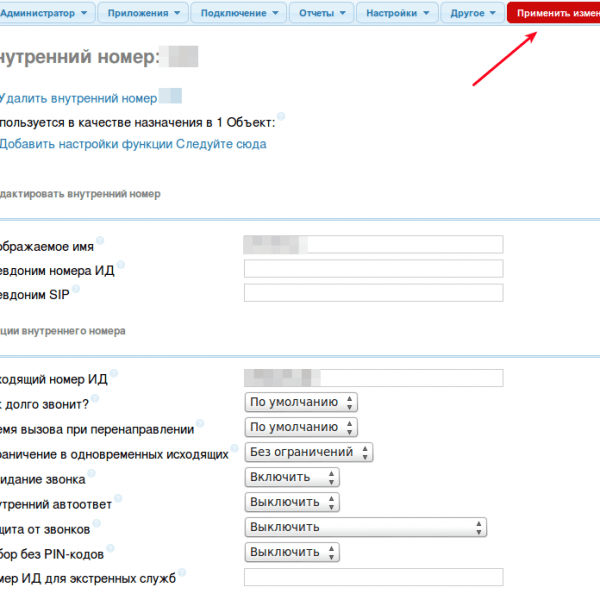 Администратор Приложения Подключение Отчеты Настройки Другое Применить измен
нутренний номер:
Удалить внутренний номер
пользуется в качестве назначения в 1 Объект:
Добавить настройки функции Следуйте сюда
дактировать внутренний номер
ображаемое имя
евдоним номера ИД
евдоним SIP
ции внутреннего номера
ходящий номер ИД
к долго звонит? По умолчанию
емя вызова при перенаправлении По умолчанию
раничение в одновременных исходящих Без ограничений
идание звонка Включить
утренний автоответ Выключить
щита от звонков Выключить
бор без PIN-кодов Выключить
мер ИД для экстренных служб